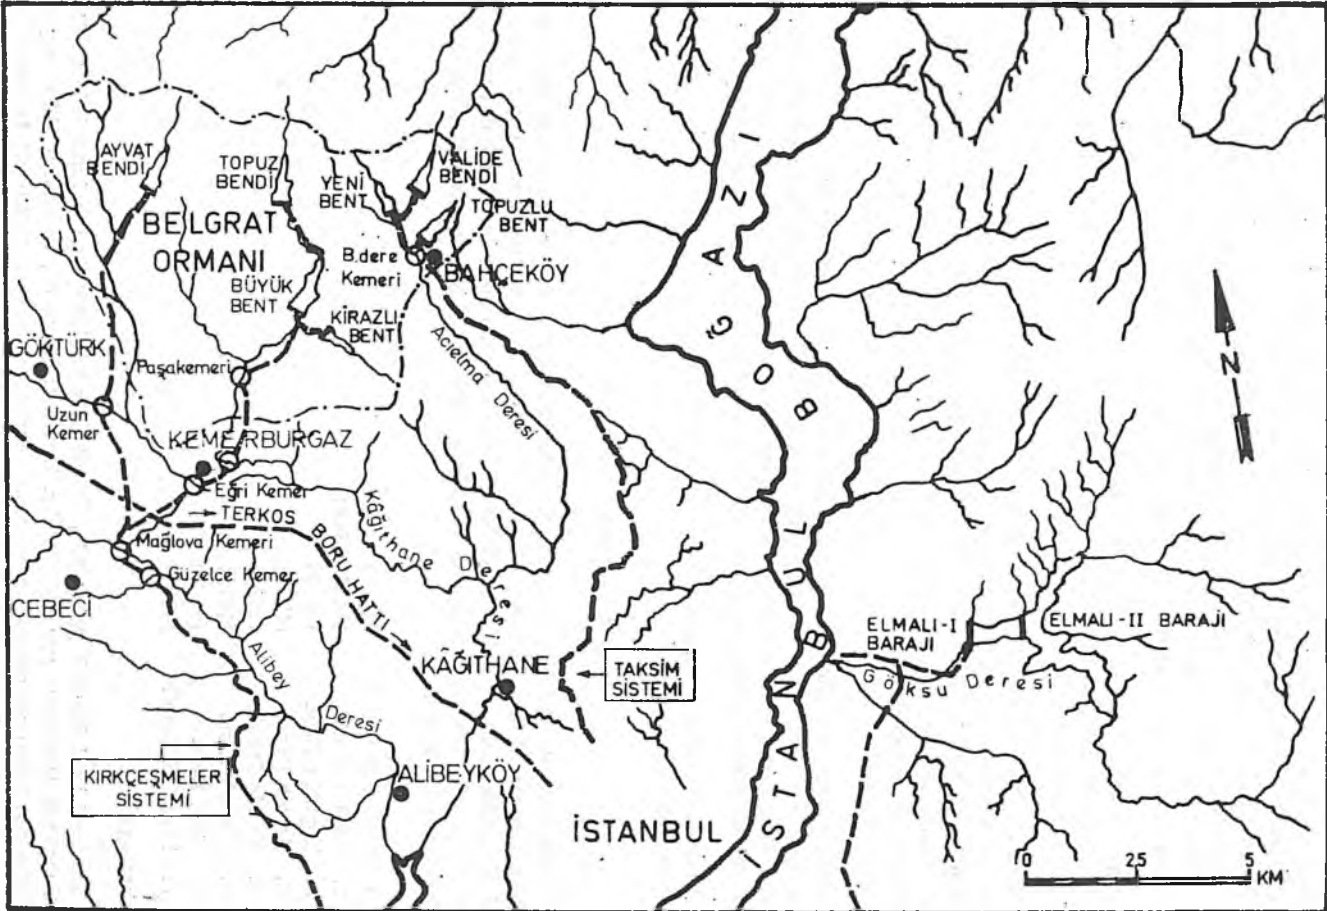 AYVAT
BENDİ
TOPUZ
BENDİ
YENİ
BENT
VALİDE
BENDİ
TOPUZLU
BENT
BELGRAT
ORMANI
B.dere
Kemeri
BAHÇEKÖY
BÜYÜK
BENT
KİRAZLI
BENT
GÖKTÜRK
Paşakemeri
Acıelma Deresi
Uzun
Kemer
KEMERBURGAZ
Eğri Kemer
TERKOS
BORU HATTI
Kâğıthane Deresi
Mağlova Kemeri
Güzelce Kemer
CEBECİ
Alibey
Deresi
KÂĞITHANE
TAKSİM
SİSTEMİ
KIRKÇEŞMELER
SİSTEMİ
ALİBEYKÖY
İSTANBUL
İSTANBUL BOĞAZI
ELMALI-I
BARAJI
ELMALI-II BARAJI
Göksu Deresi
N
0 2.5 5
KM